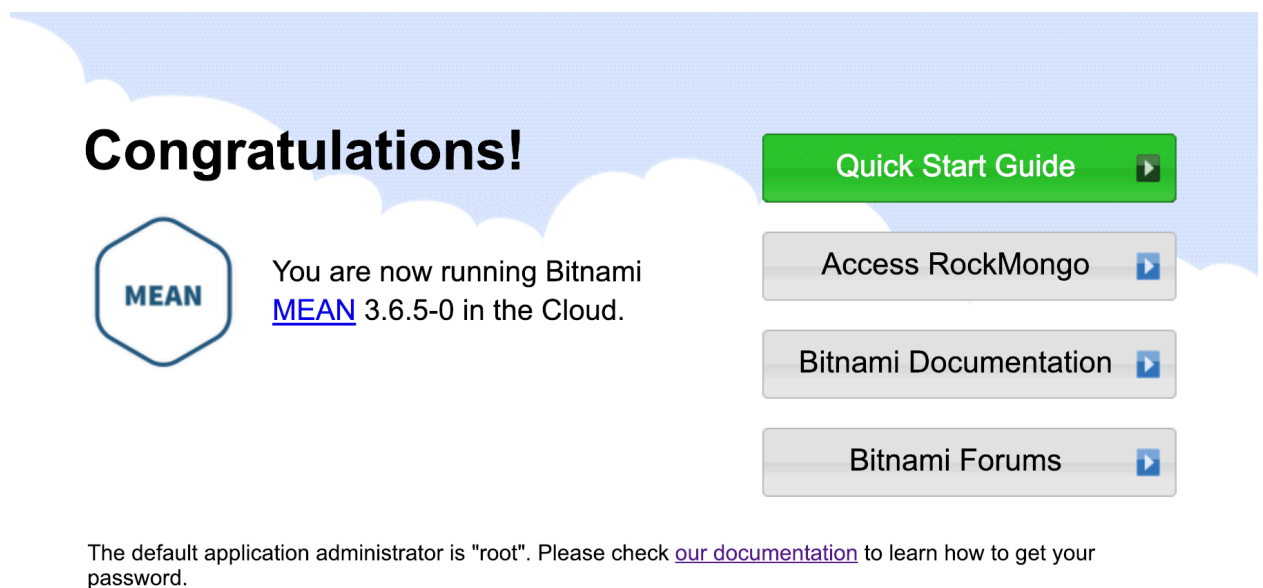 Congratulations!
MEAN
You are now running Bitnami
MEAN 3.6.5-0 in the Cloud.
Quick Start Guide
Access RockMongo
Bitnami Documentation
Bitnami Forums
The default application administrator is "root". Please check our documentation to learn how to get your
password.